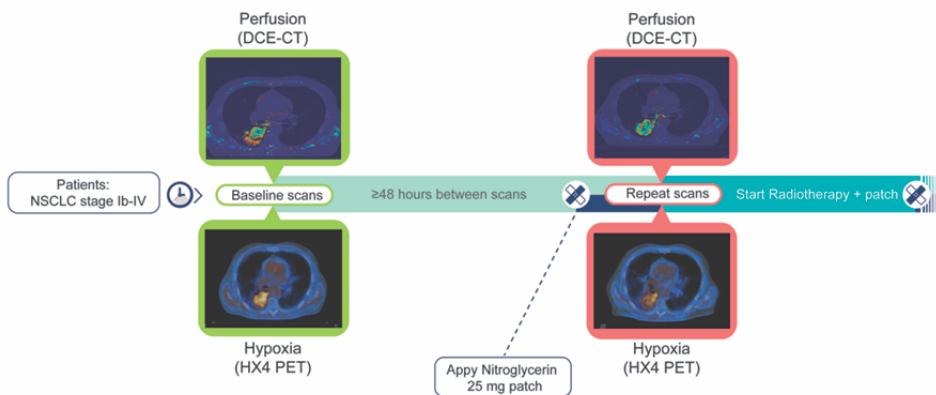 Perfusion
(DCE-CT)
Perfusion
(DCE-CT)
Patients:
NSCLC stage Ib-IV
Baseline scans
≥48 hours between scans
Repeat scans
Start Radiotherapy + patch
Hypoxia
(HX4 PET)
Appy Nitroglycerin
25 mg patch
Hypoxia
(HX4 PET)